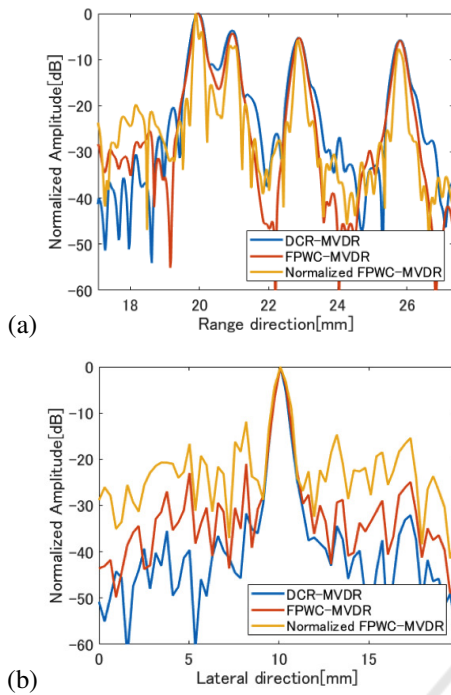 0
-10
-20
-30
-40
-50
-60
Normalized Amplitude[dB]
DCR-MVDR
FPWC-MVDR
Normalized FPWC-MVDR
18 20 22 24 26
Range direction[mm]
(a)
0
-10
-20
-30
-40
-50
-60
Normalized Amplitude[dB]
DCR-MVDR
FPWC-MVDR
Normalized FPWC-MVDR
0 5 10 15
Lateral direction[mm]
(b)